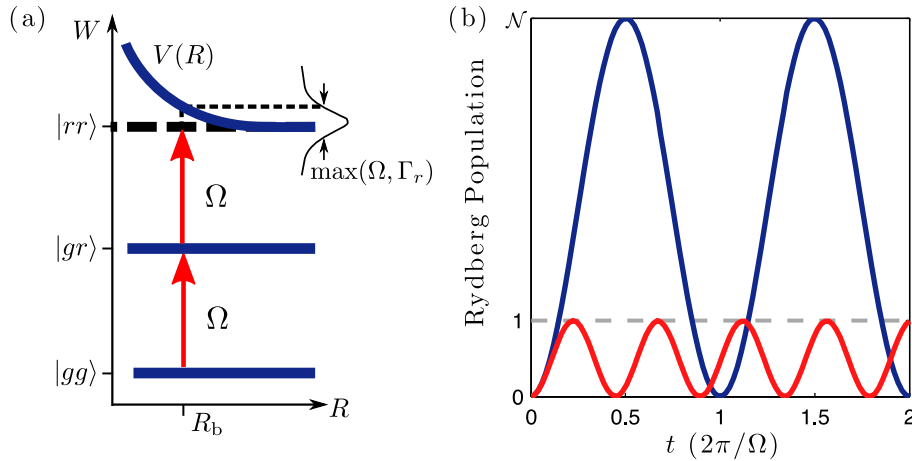 (a)
W
V(R)
|rr⟩
max(Ω, Γ_r)
Ω
|gr⟩
Ω
|gg⟩
R
R_b
(b)
𝒩
Rydberg Population
1
0
0
0.5
1
1.5
2
t (2π/Ω)